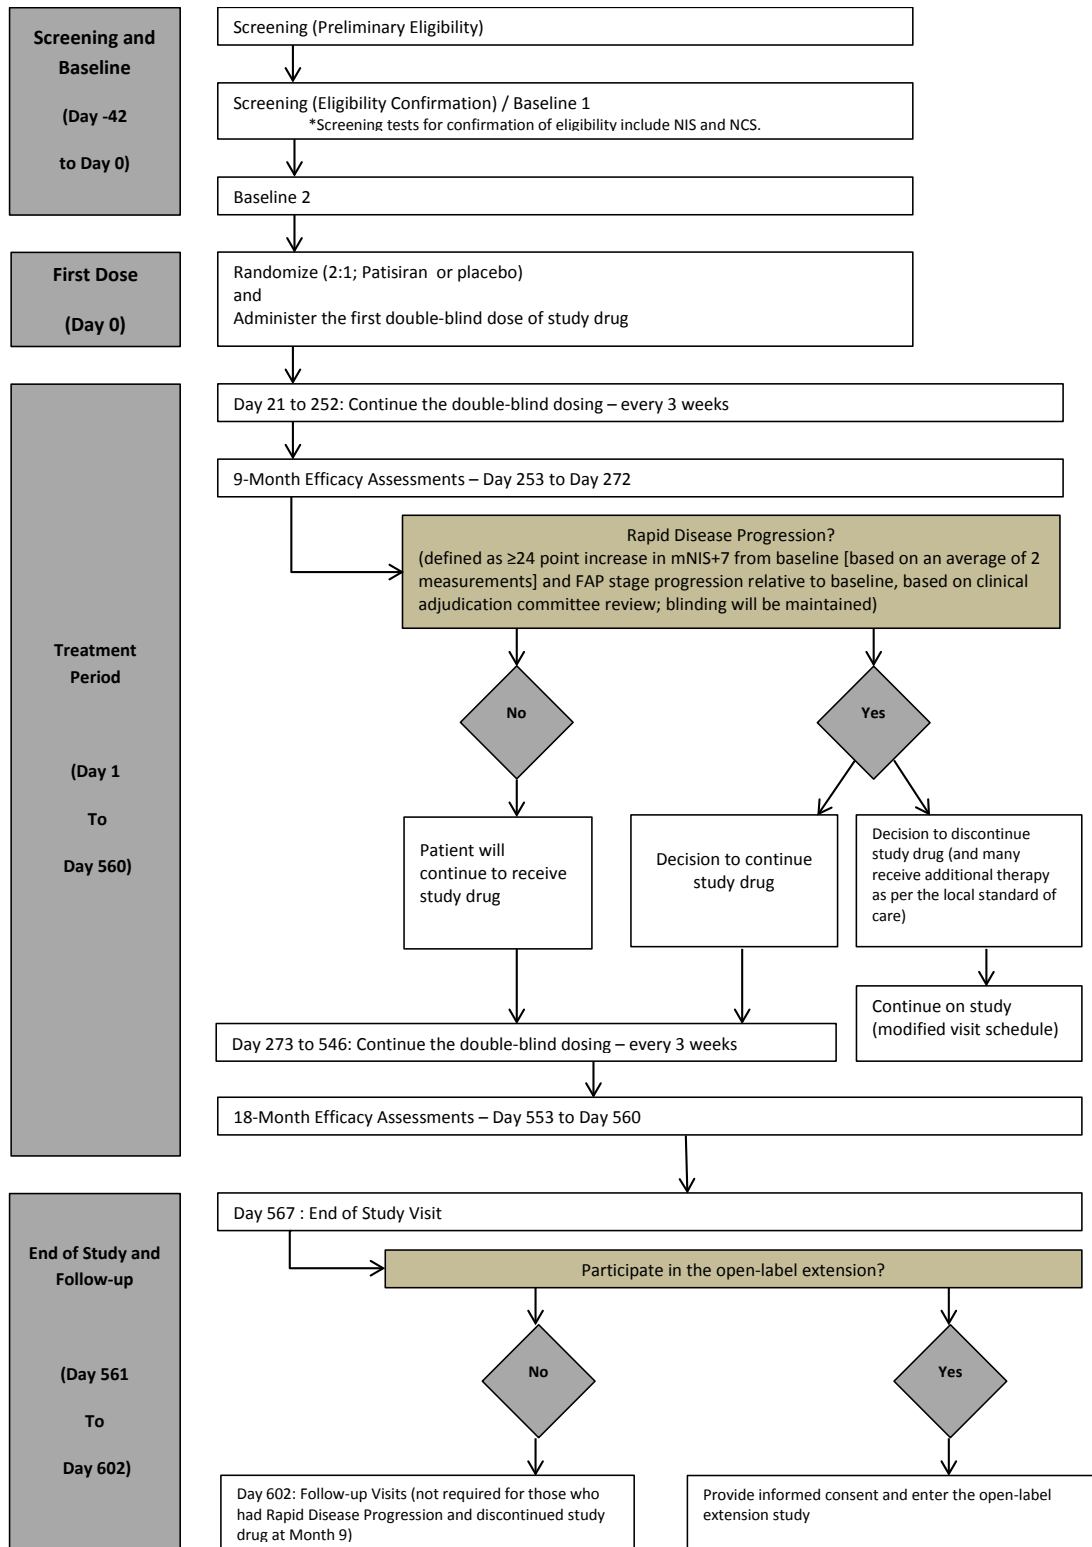 Screening and
Baseline
(Day -42
to Day 0)
Screening (Preliminary Eligibility)
Screening (Eligibility Confirmation) / Baseline 1
*Screening tests for confirmation of eligibility include NIS and NCS.
Baseline 2
First Dose
(Day 0)
Randomize (2:1; Patisiran or placebo)
and
Administer the first double-blind dose of study drug
Treatment
Period
(Day 1
To
Day 560)
Day 21 to 252: Continue the double-blind dosing – every 3 weeks
9-Month Efficacy Assessments – Day 253 to Day 272
Rapid Disease Progression?
(defined as ≥24 point increase in mNIS+7 from baseline [based on an average of 2
measurements] and FAP stage progression relative to baseline, based on clinical
adjudication committee review; blinding will be maintained)
No
Yes
Patient will
continue to receive
study drug
Decision to continue
study drug
Decision to discontinue
study drug (and many
receive additional therapy
as per the local standard of
care)
Continue on study
(modified visit schedule)
Day 273 to 546: Continue the double-blind dosing – every 3 weeks
18-Month Efficacy Assessments – Day 553 to Day 560
End of Study and
Follow-up
(Day 561
To
Day 602)
Day 567 : End of Study Visit
Participate in the open-label extension?
No
Yes
Day 602: Follow-up Visits (not required for those who
had Rapid Disease Progression and discontinued study
drug at Month 9)
Provide informed consent and enter the open-label
extension study